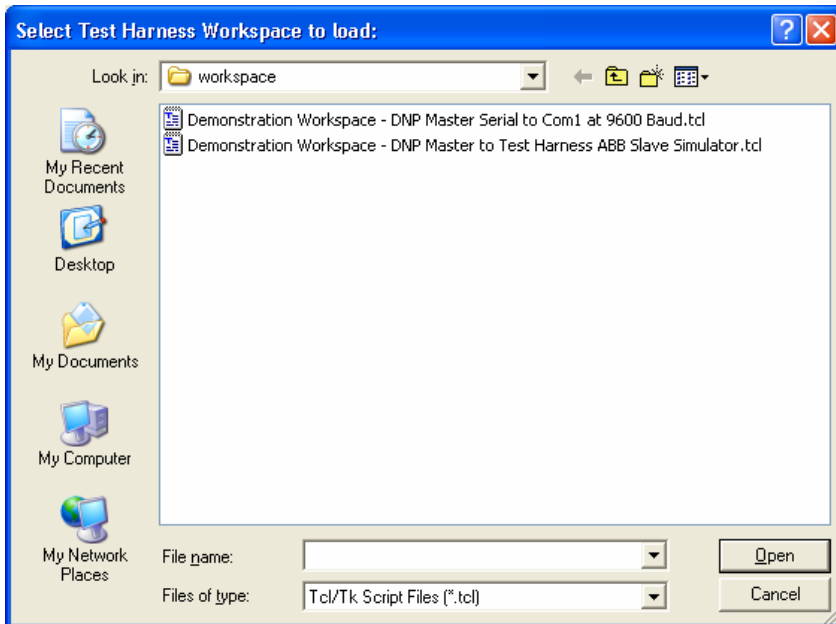 Select Test Harness Workspace to load:
Look in:
workspace
Demonstration Workspace - DNP Master Serial to Com1 at 9600 Baud.tcl
Demonstration Workspace - DNP Master to Test Harness ABB Slave Simulator.tcl
My Recent
Documents
Desktop
My Documents
My Computer
My Network
Places
File name:
Open
Files of type:
Tcl/Tk Script Files (*.tcl)
Cancel